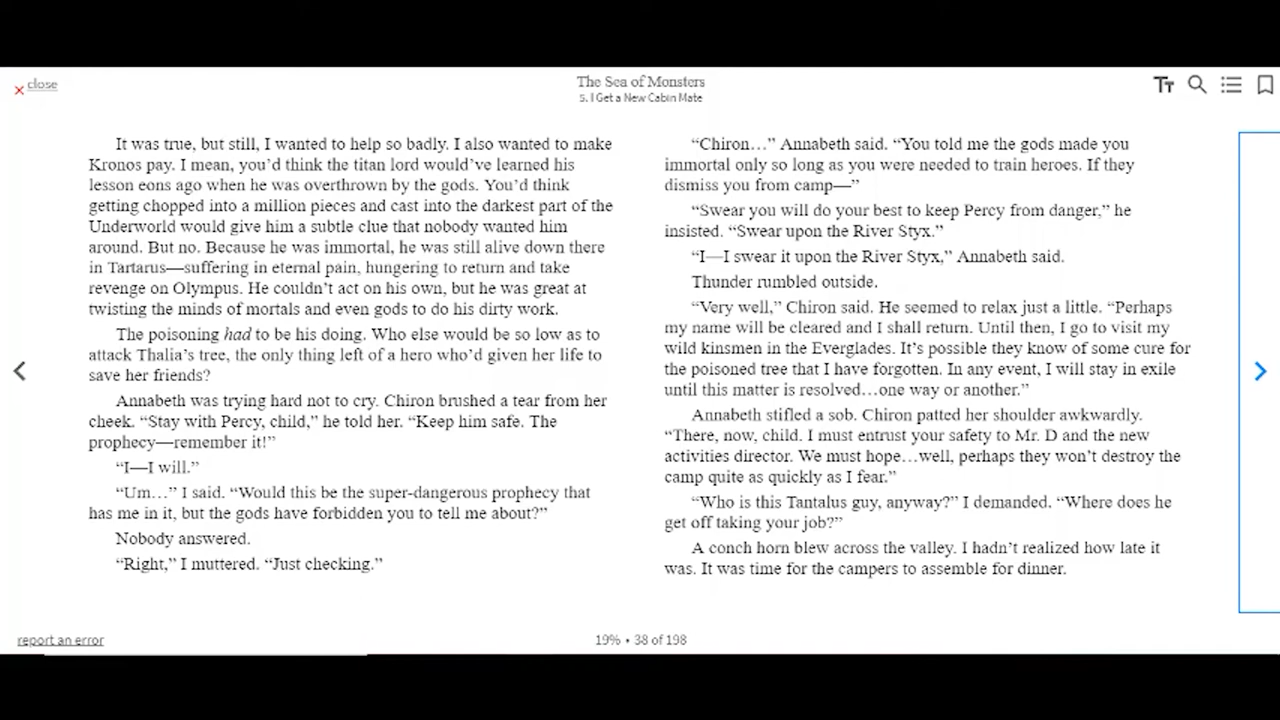 close
The Sea of Monsters
5. I Get a New Cabin Mate
It was true, but still, I wanted to help so badly. I also wanted to make
Kronos pay. I mean, you’d think the titan lord would’ve learned his
lesson eons ago when he was overthrown by the gods. You’d think
getting chopped into a million pieces and cast into the darkest part of the
Underworld would give him a subtle clue that nobody wanted him
around. But no. Because he was immortal, he was still alive down there
in Tartarus—suffering in eternal pain, hungering to return and take
revenge on Olympus. He couldn’t act on his own, but he was great at
twisting the minds of mortals and even gods to do his dirty work.
The poisoning had to be his doing. Who else would be so low as to
attack Thalia’s tree, the only thing left of a hero who’d given her life to
save her friends?
Annabeth was trying hard not to cry. Chiron brushed a tear from her
cheek. “Stay with Percy, child,” he told her. “Keep him safe. The
prophecy—remember it!”
“I—I will.”
“Um…” I said. “Would this be the super-dangerous prophecy that
has me in it, but the gods have forbidden you to tell me about?”
Nobody answered.
“Right,” I muttered. “Just checking.”
“Chiron…” Annabeth said. “You told me the gods made you
immortal only so long as you were needed to train heroes. If they
dismiss you from camp—”
“Swear you will do your best to keep Percy from danger,” he
insisted. “Swear upon the River Styx.”
“I—I swear it upon the River Styx,” Annabeth said.
Thunder rumbled outside.
“Very well,” Chiron said. He seemed to relax just a little. “Perhaps
my name will be cleared and I shall return. Until then, I go to visit my
wild kinsmen in the Everglades. It’s possible they know of some cure for
the poisoned tree that I have forgotten. In any event, I will stay in exile
until this matter is resolved…one way or another.”
Annabeth stifled a sob. Chiron patted her shoulder awkwardly.
“There, now, child. I must entrust your safety to Mr. D and the new
activities director. We must hope…well, perhaps they won’t destroy the
camp quite as quickly as I fear.”
“Who is this Tantalus guy, anyway?” I demanded. “Where does he
get off taking your job?”
A conch horn blew across the valley. I hadn’t realized how late it
was. It was time for the campers to assemble for dinner.
report an error
19% • 38 of 198